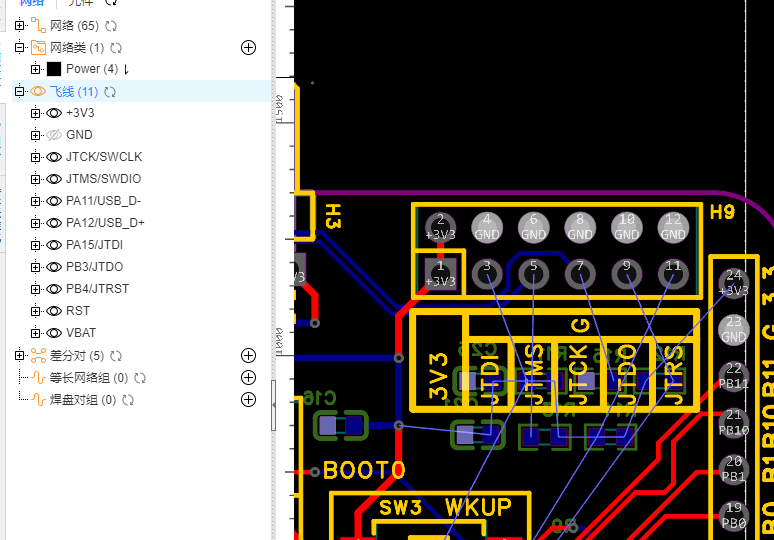 网络
元件
网络 (65)
网络类 (1)
Power (4)
飞线 (11)
+3V3
GND
JTCK/SWCLK
JTMS/SWDIO
PA11/USB_D-
PA12/USB_D+
PA15/JTDI
PB3/JTDO
PB4/JTRST
RST
VBAT
差分对 (5)
等长网络组 (0)
焊盘对组 (0)
1500
1000
H3
H9
2
+3V3
4
GND
6
GND
8
GND
10
GND
12
GND
1
+3V3
3
5
7
9
11
3V3
G
JTDI
JTMS
JTCK
JTDO
JTRS
C16
BOOT0
SW3
WKUP
24
+3V3
23
GND
22
PB11
21
PB10
20
PB1
19
PB0